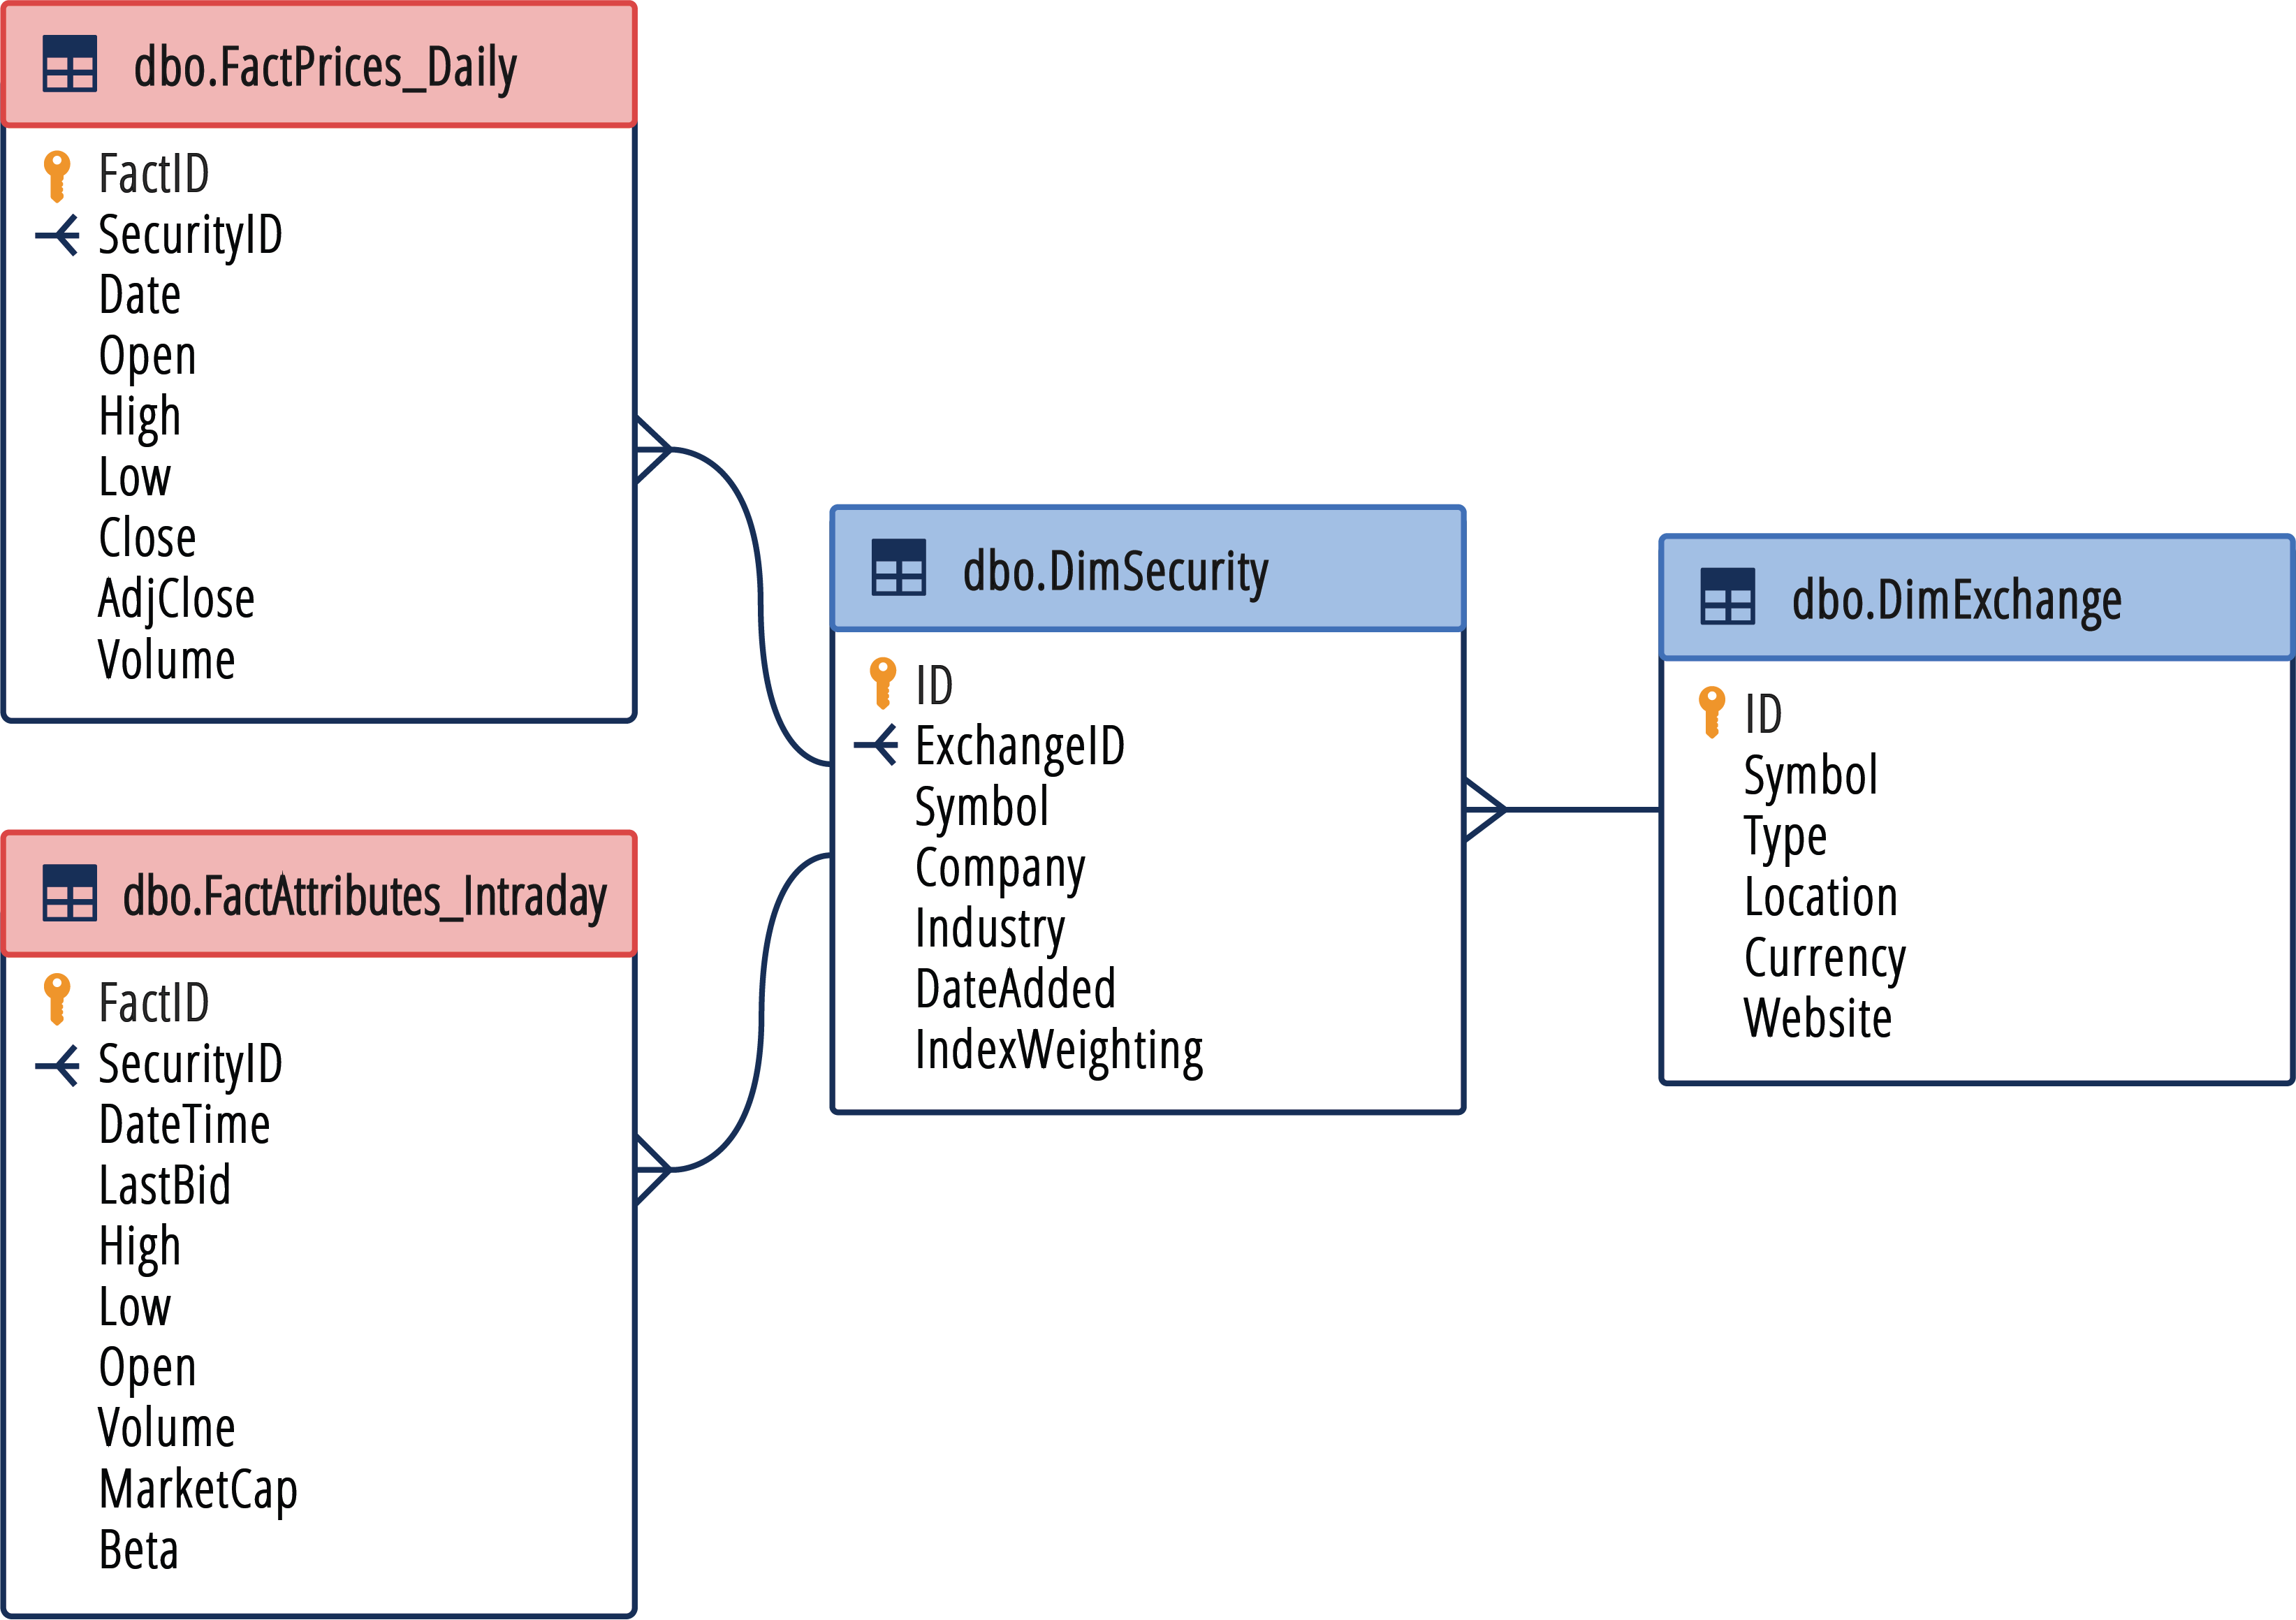 dbo.FactPrices_Daily
FactID
SecurityID
Date
Open
High
Low
Close
AdjClose
Volume
dbo.FactAttributes_Intraday
FactID
SecurityID
DateTime
LastBid
High
Low
Open
Volume
MarketCap
Beta
dbo.DimSecurity
ID
ExchangeID
Symbol
Company
Industry
DateAdded
IndexWeighting
dbo.DimExchange
ID
Symbol
Type
Location
Currency
Website